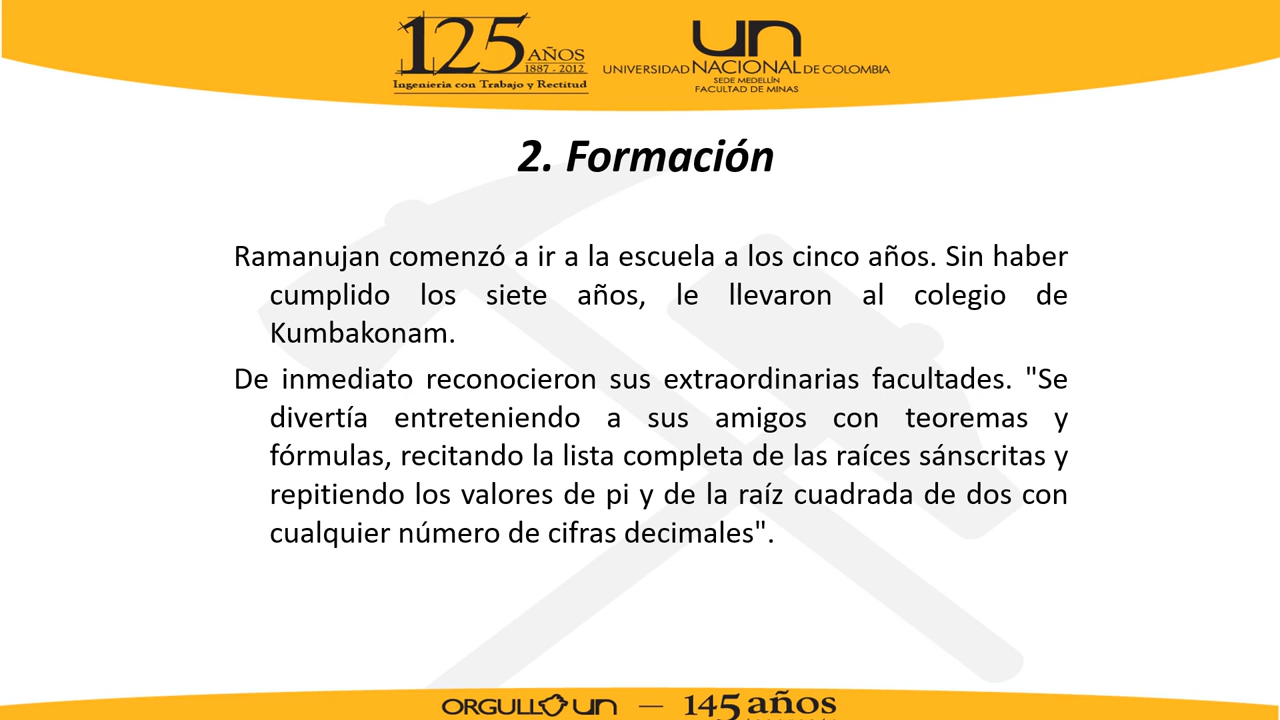 125 AÑOS
1887 - 2012
Ingeniería con Trabajo y Rectitud
un
UNIVERSIDAD NACIONAL DE COLOMBIA
SEDE MEDELLÍN
FACULTAD DE MINAS
2. Formación
Ramanujan comenzó a ir a la escuela a los cinco años. Sin haber
cumplido los siete años, le llevaron al colegio de
Kumbakonam.
De inmediato reconocieron sus extraordinarias facultades. "Se
divertía entreteniendo a sus amigos con teoremas y
fórmulas, recitando la lista completa de las raíces sánscritas y
repitiendo los valores de pi y de la raíz cuadrada de dos con
cualquier número de cifras decimales".
ORGULLO un — 145 años